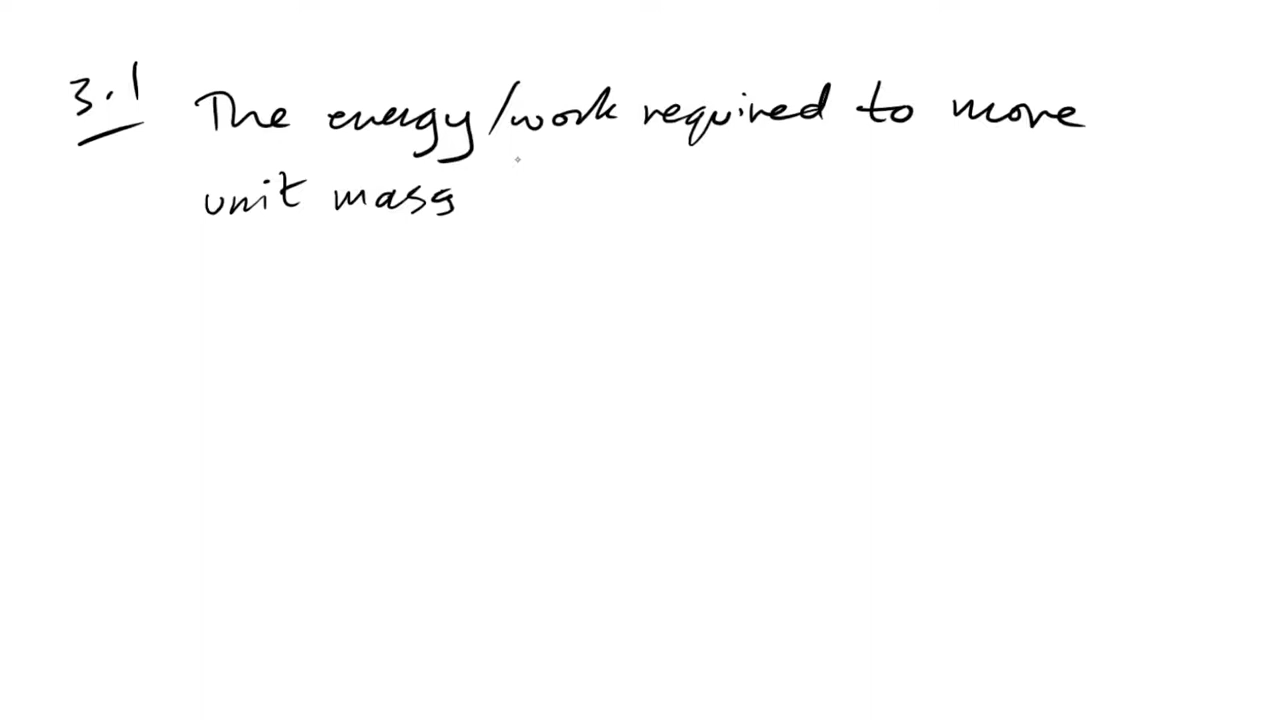 3.1 The energy/work required to move
unit mass